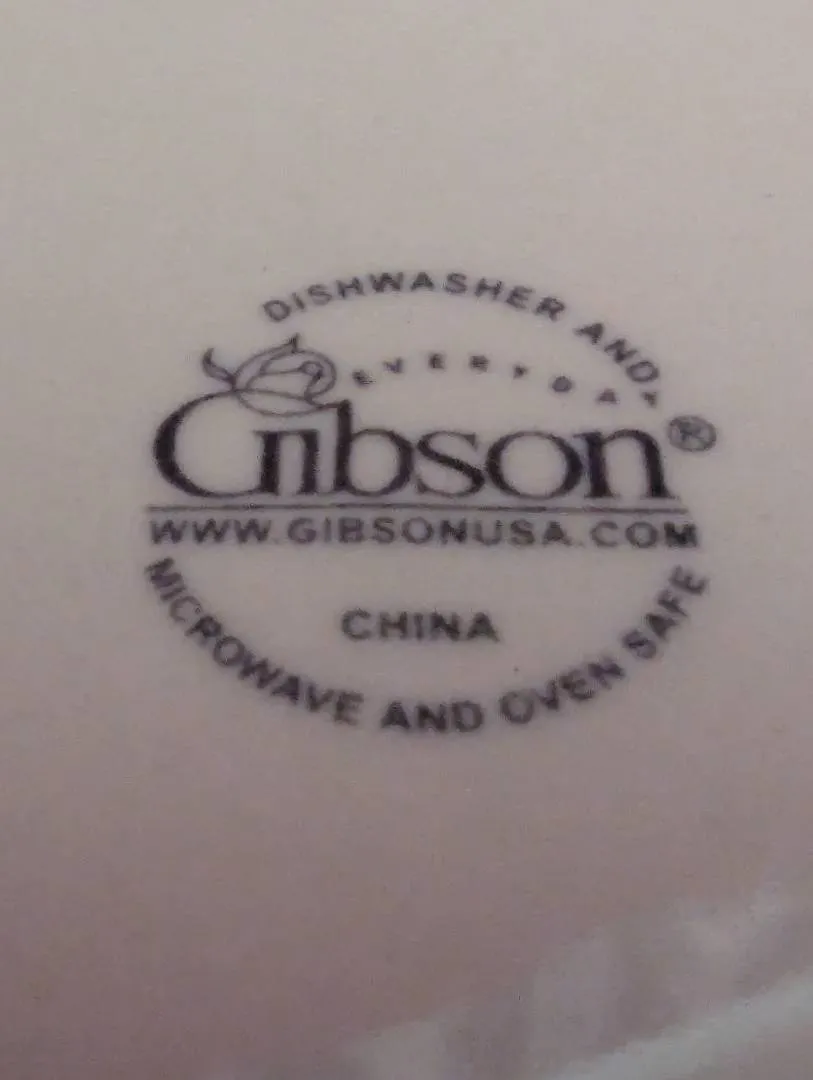 DISHWASHER AND
EVERYDAY
Gibson®
WWW.GIBSONUSA.COM
CHINA
MICROWAVE AND OVEN SAFE